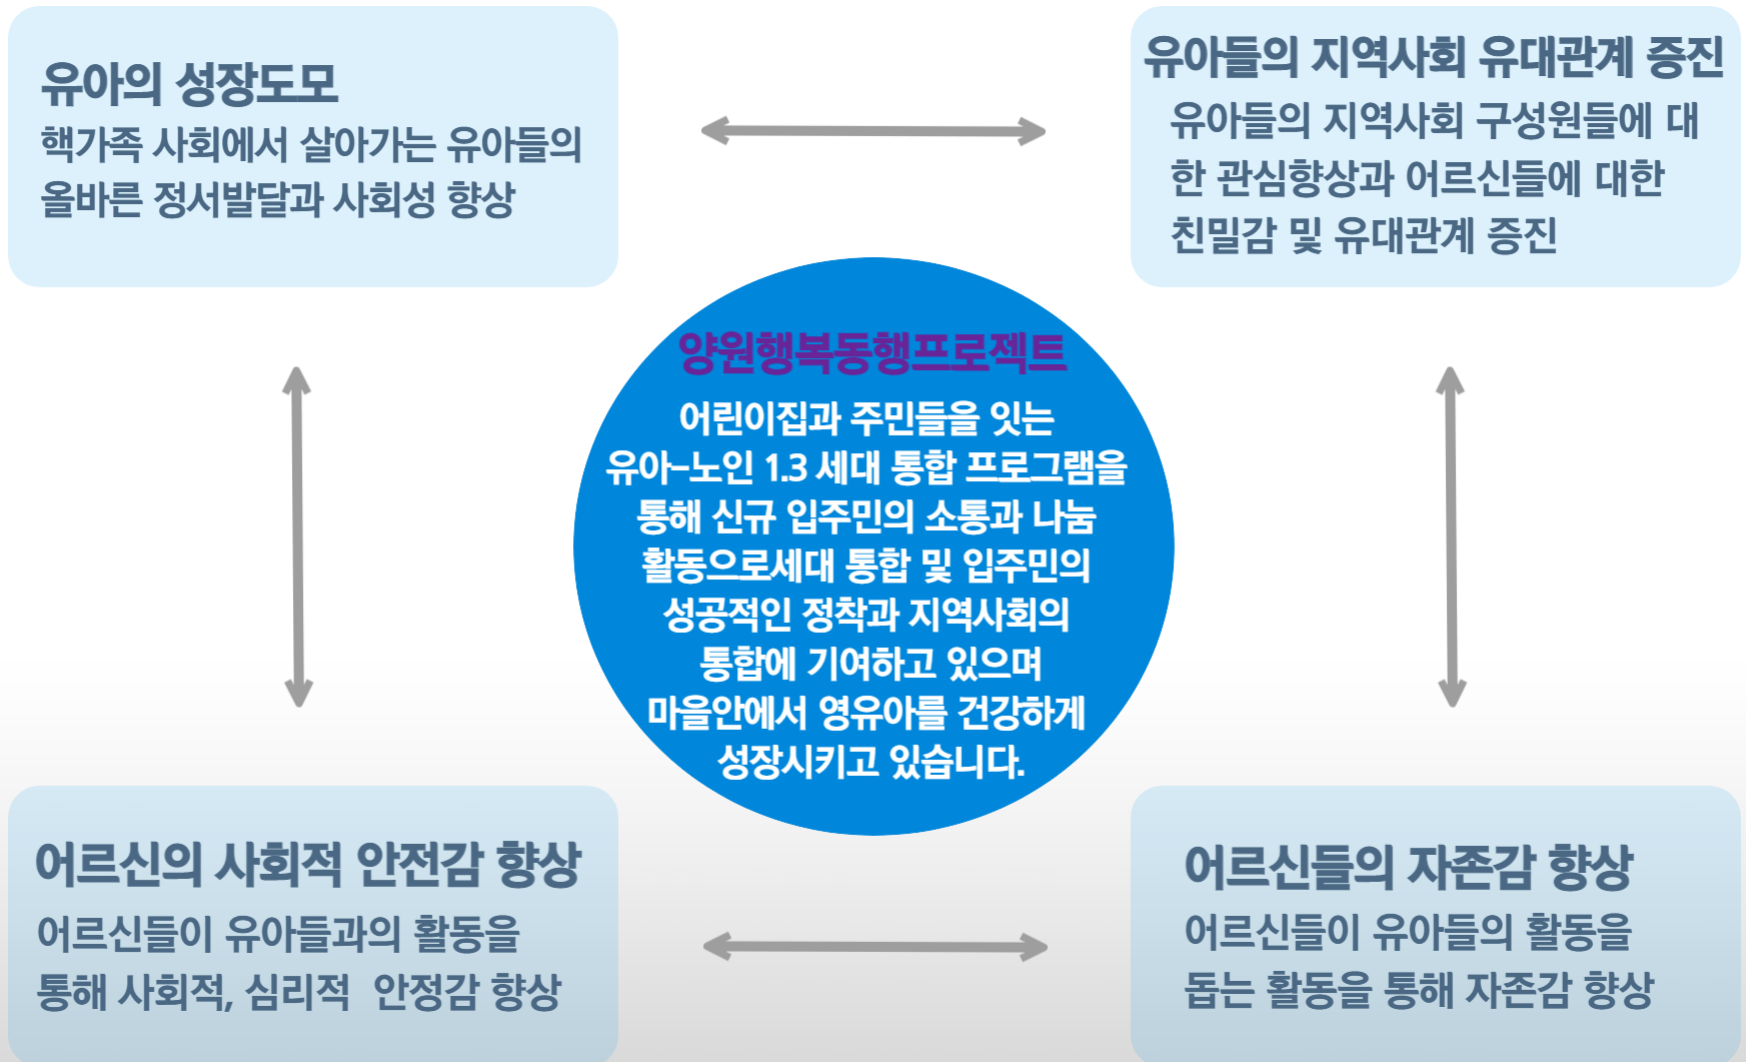 유아의 성장도모
핵가족 사회에서 살아가는 유아들의
올바른 정서발달과 사회성 향상
유아들의 지역사회 유대관계 증진
유아들의 지역사회 구성원들에 대
한 관심향상과 어르신들에 대한
친밀감 및 유대관계 증진
양원행복동행프로젝트
어린이집과 주민들을 잇는
유아-노인 1.3 세대 통합 프로그램을
통해 신규 입주민의 소통과 나눔
활동으로세대 통합 및 입주민의
성공적인 정착과 지역사회의
통합에 기여하고 있으며
마을안에서 영유아를 건강하게
성장시키고 있습니다.
어르신의 사회적 안전감 향상
어르신들이 유아들과의 활동을
통해 사회적, 심리적 안정감 향상
어르신들의 자존감 향상
어르신들이 유아들의 활동을
돕는 활동을 통해 자존감 향상